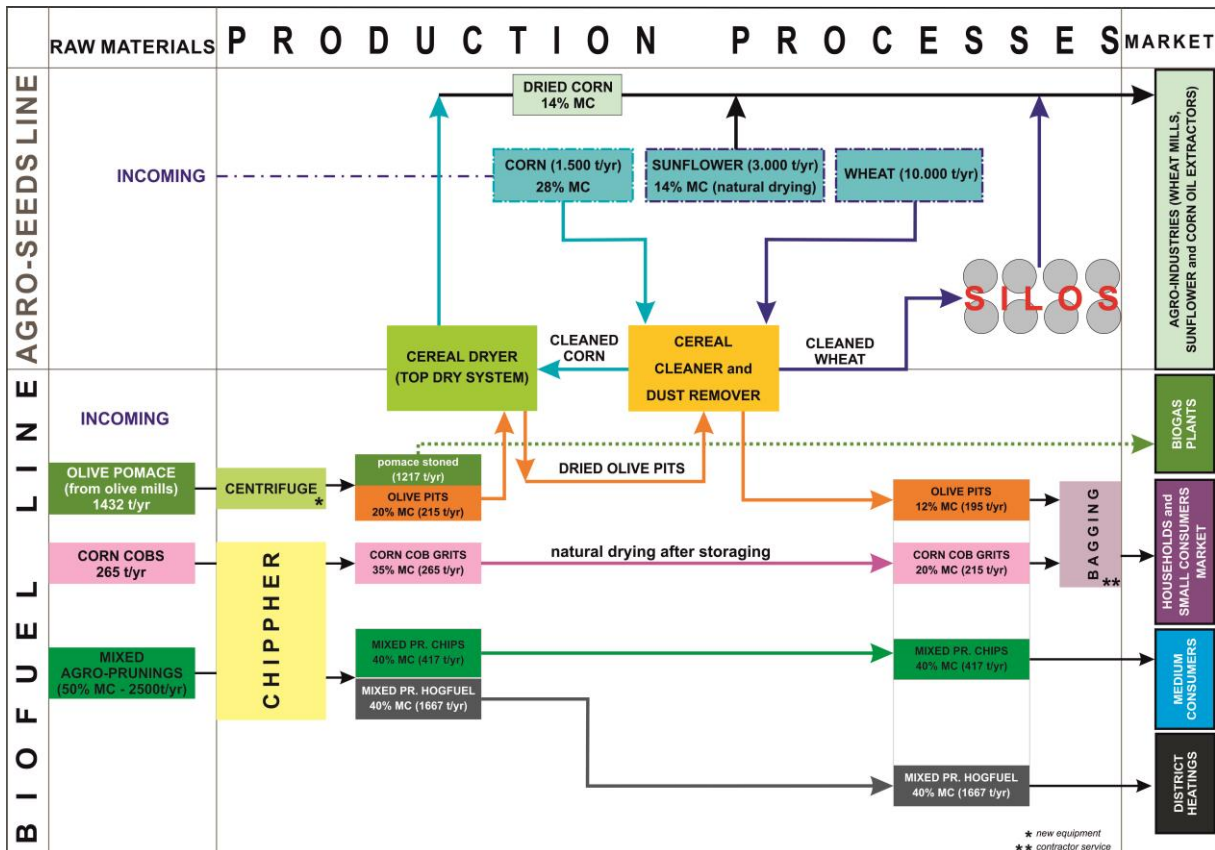 RAW MATERIALS
PRODUCTION PROCESSES
MARKET
AGRO-SEEDS LINE
DRIED CORN
14% MC
INCOMING
CORN (1.500 t/yr)
28% MC
SUNFLOWER (3.000 t/yr)
14% MC (natural drying)
WHEAT (10.000 t/yr)
SILOS
AGRO-INDUSTRIES (WHEAT MILLS,
SUNFLOWER and CORN OIL EXTRACTORS)
CEREAL DRYER
(TOP DRY SYSTEM)
CLEANED
CORN
CEREAL
CLEANER and
DUST REMOVER
CLEANED
WHEAT
BIOFUEL LINE
INCOMING
BIOGAS
PLANTS
OLIVE POMACE
(from olive mills)
1432 t/yr
CENTRIFUGE
*
pomace stoned
(1217 t/yr)
OLIVE PITS
20% MC (215 t/yr)
DRIED OLIVE PITS
OLIVE PITS
12% MC (195 t/yr)
BAGGING
**
HOUSEHOLDS and
SMALL CONSUMERS
MARKET
CORN COBS
265 t/yr
CHIPPHER
CORN COB GRITS
35% MC (265 t/yr)
natural drying after storaging
CORN COB GRITS
20% MC (215 t/yr)
MIXED
AGRO-PRUNINGS
(50% MC - 2500t/yr)
MIXED PR. CHIPS
40% MC (417 t/yr)
MIXED PR. HOGFUEL
40% MC (1667 t/yr)
MIXED PR. CHIPS
40% MC (417 t/yr)
MEDIUM
CONSUMERS
MIXED PR. HOGFUEL
40% MC (1667 t/yr)
DISTRICT
HEATINGS
* new equipment
** contractor service